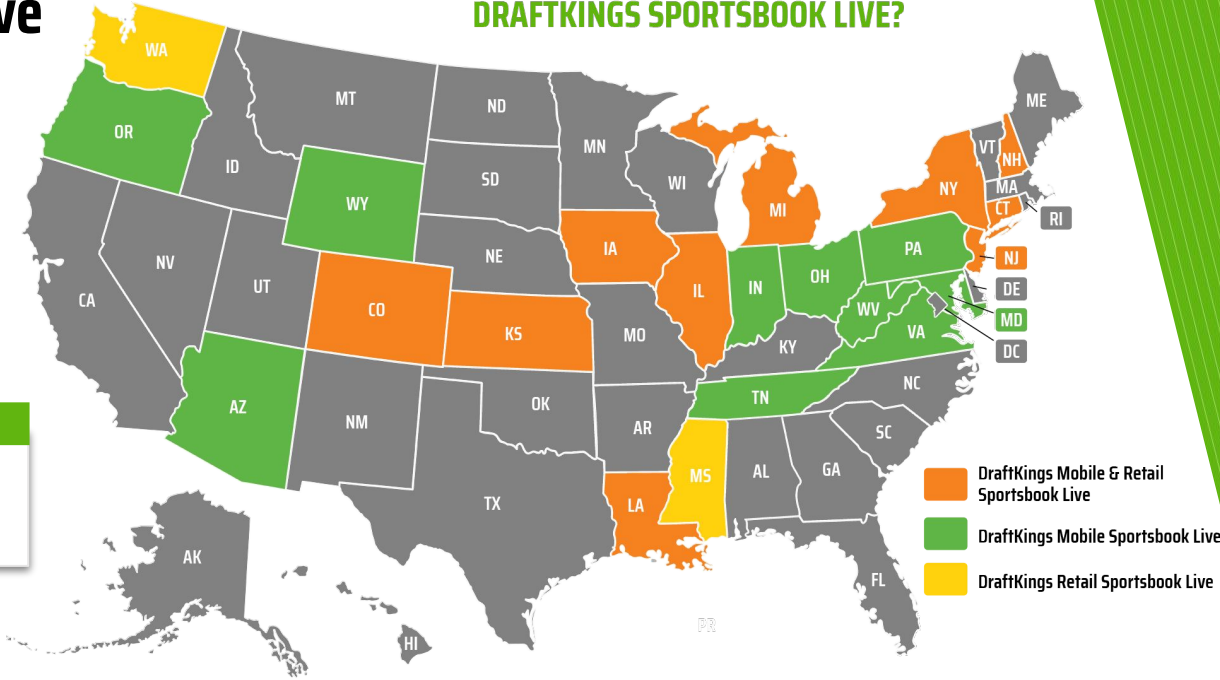 ve
DRAFTKINGS SPORTSBOOK LIVE?
WA
MT
ND
MN
ME
OR
ID
SD
WI
VT
NH
WY
MI
NY
MA
CT
RI
NV
UT
NE
IA
PA
NJ
CA
CO
IL
IN
OH
DE
KS
MO
WV
VA
MD
KY
DC
AZ
NM
OK
AR
TN
NC
SC
MS
AL
GA
TX
LA
AK
FL
HI
PR
DraftKings Mobile & Retail
Sportsbook Live
DraftKings Mobile Sportsbook Live
DraftKings Retail Sportsbook Live